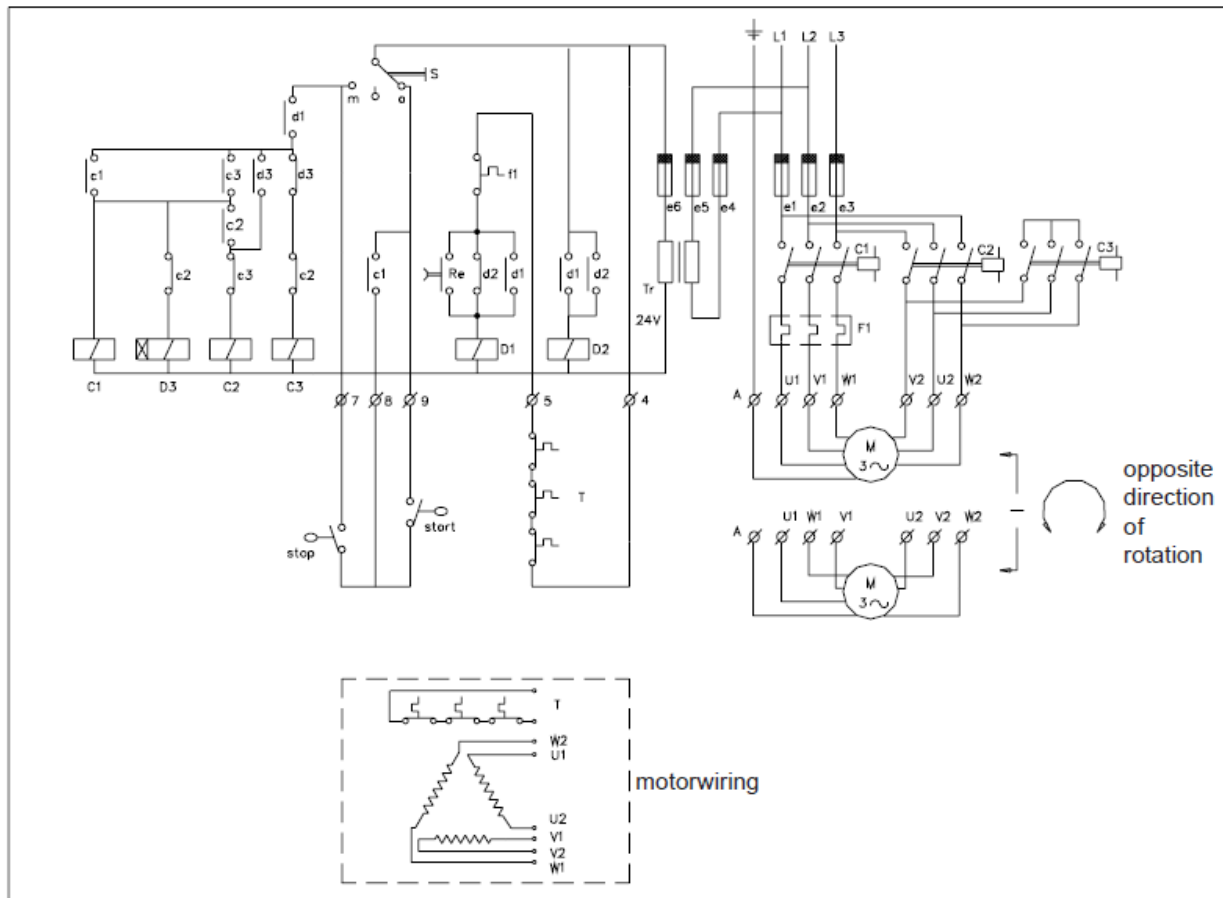 L1 L2 L3
S
m a
d1
c1 c3 d3 d3
f1
e6 e5 e4 e1 e2 e3
c2
C1 C2 C3
c2 c3 c2 c1 Re d2 d1 d1 d2
Tr
24V
F1
D1 D2
C1 D3 C2 C3
A U1 V1 W1 V2 U2 W2
7 8 9 5 4
M
3~
opposite
direction
of
rotation
T
start
stop
A U1 W1 V1 U2 V2 W2
M
3~
T
W2
U1
motorwiring
U2
V1
V2
W1